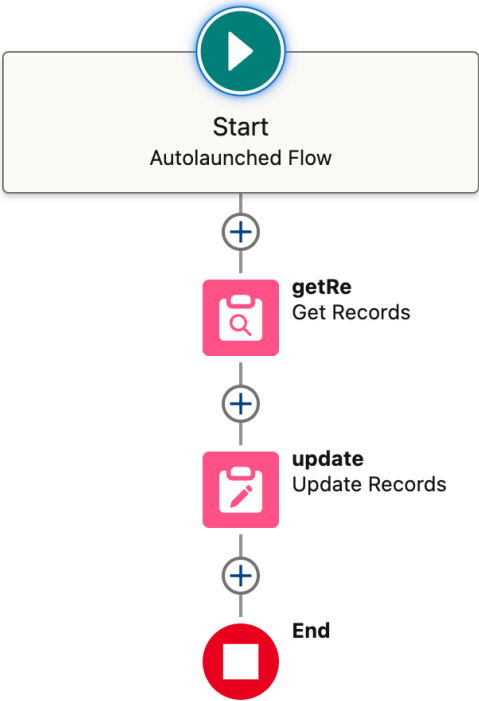 Start
Autolaunched Flow
getRe
Get Records
update
Update Records
End